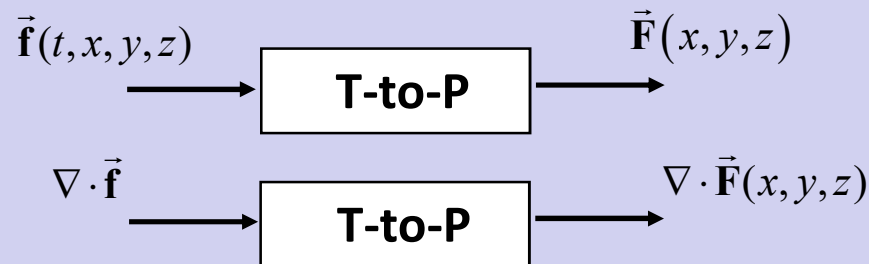 f⃗(t, x, y, z) T-to-P F⃗(x, y, z)
∇ · f⃗ T-to-P ∇ · F⃗(x, y, z)